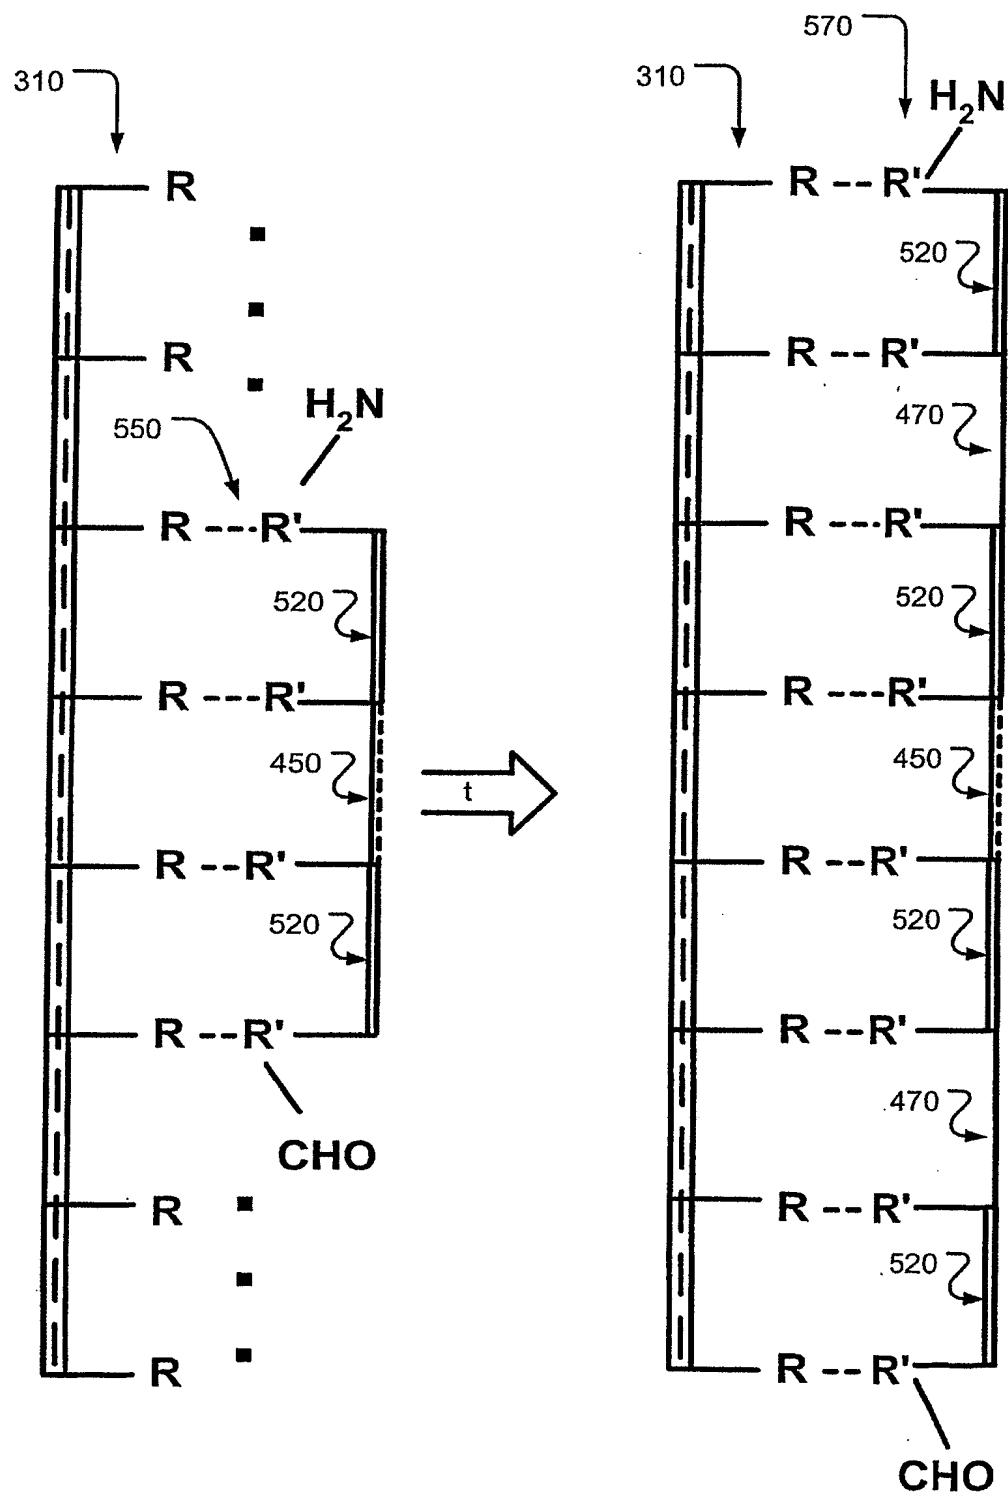 310
R
R
H2N
550
R --- R'
520
R --- R'
450
R -- R'
520
R -- R'
CHO
R
R
t
570
310
H2N
R -- R'
520
R -- R'
470
R --- R'
520
R --- R'
450
R -- R'
520
R -- R'
470
R -- R'
520
R -- R'
CHO